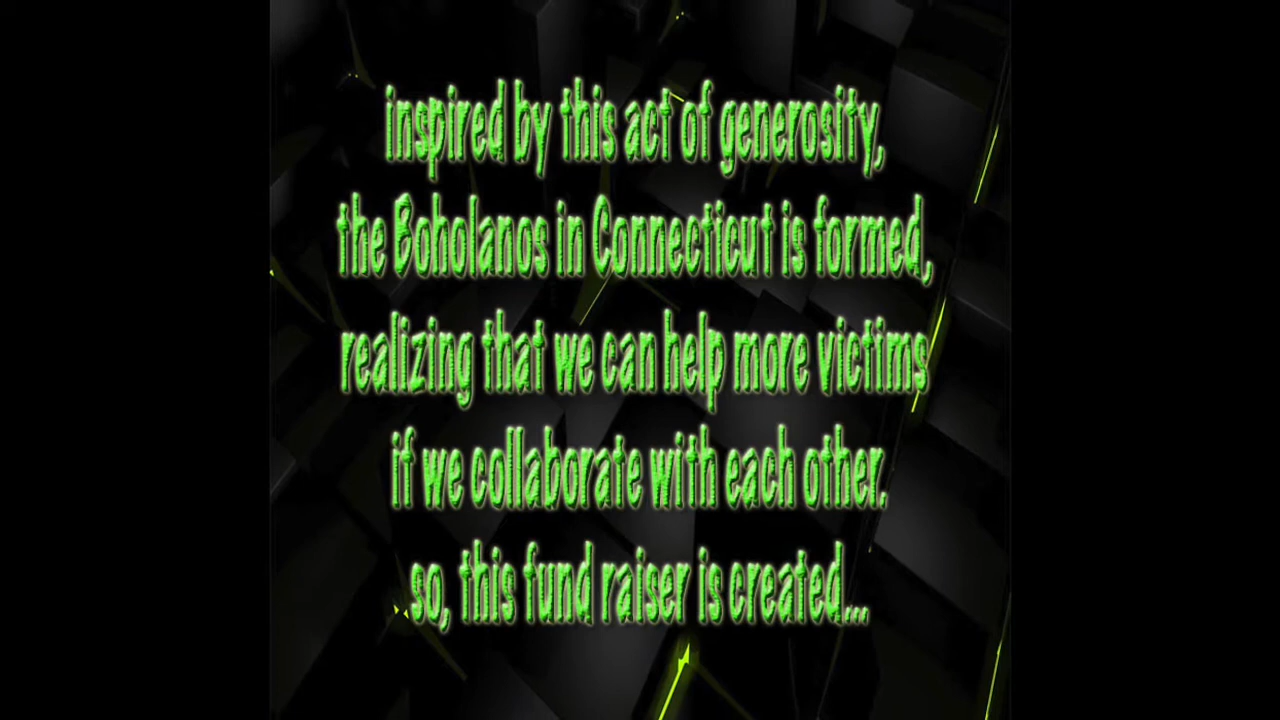 inspired by this act of generosity,
the Boholanos in Connecticut is formed,
realizing that we can help more victims
if we collaborate with each other.
so, this fund raiser is created...